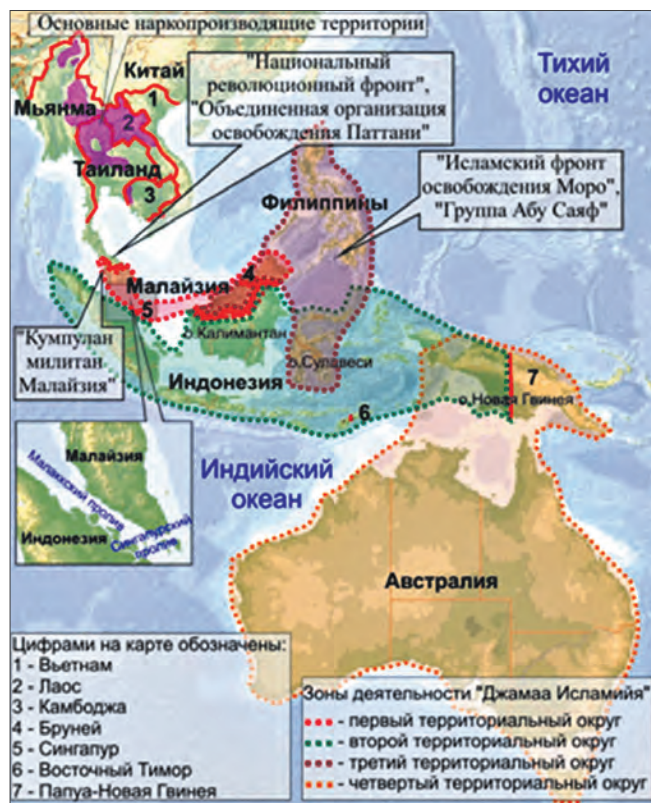 Основные наркопроизводящие территории
Китай
1
Мьянма
2
Таиланд
3
"Национальный
революционный фронт",
"Объединенная организация
освобождения Паттани"
Тихий
океан
"Исламский фронт
освобождения Моро",
"Группа Абу Саяф"
Филиппины
4
Малайзия
5
"Кумпулан
милитан
Малайзия"
о.Калимантан
о.Сулавеси
Индонезия
7
о.Новая Гвинея
6
Индийский
океан
Малайзия
Малаккский пролив
Индонезия
Сингапурский
пролив
Австралия
Цифрами на карте обозначены:
1 - Вьетнам
2 - Лаос
3 - Камбоджа
4 - Бруней
5 - Сингапур
6 - Восточный Тимор
7 - Папуа-Новая Гвинея
Зоны деятельности "Джамаа Исламийя"
- первый территориальный округ
- второй территориальный округ
- третий территориальный округ
- четвертый территориальный округ